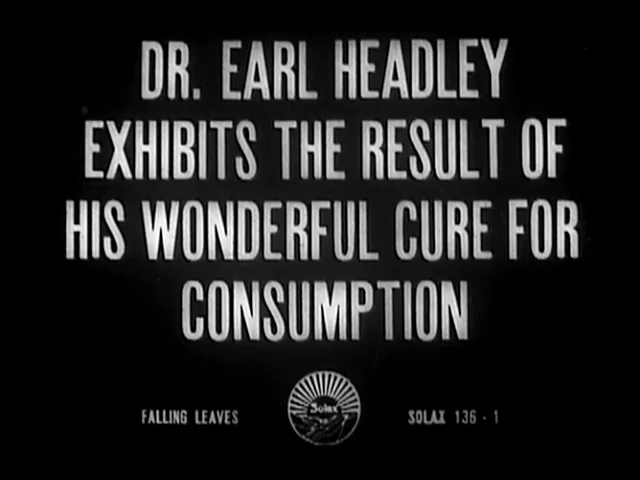 DR. EARL HEADLEY
EXHIBITS THE RESULT OF
HIS WONDERFUL CURE FOR
CONSUMPTION
Solax
FALLING LEAVES SOLAX 136 - 1